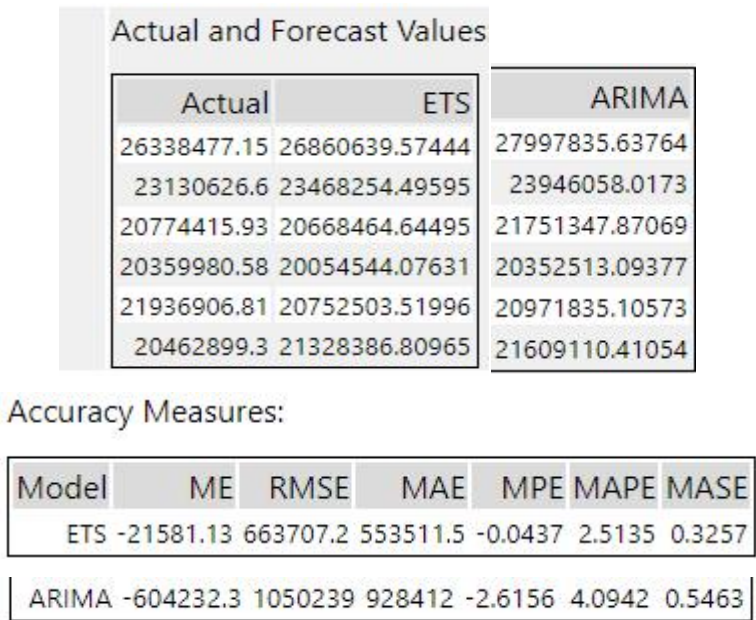 Actual and Forecast Values
Actual ETS ARIMA
26338477.15 26860639.57444 27997835.63764
23130626.6 23468254.49595 23946058.0173
20774415.93 20668464.64495 21751347.87069
20359980.58 20054544.07631 20352513.09377
21936906.81 20752503.51996 20971835.10573
20462899.3 21328386.80965 21609110.41054
Accuracy Measures:
Model ME RMSE MAE MPE MAPE MASE
ETS -21581.13 663707.2 553511.5 -0.0437 2.5135 0.3257
ARIMA -604232.3 1050239 928412 -2.6156 4.0942 0.5463